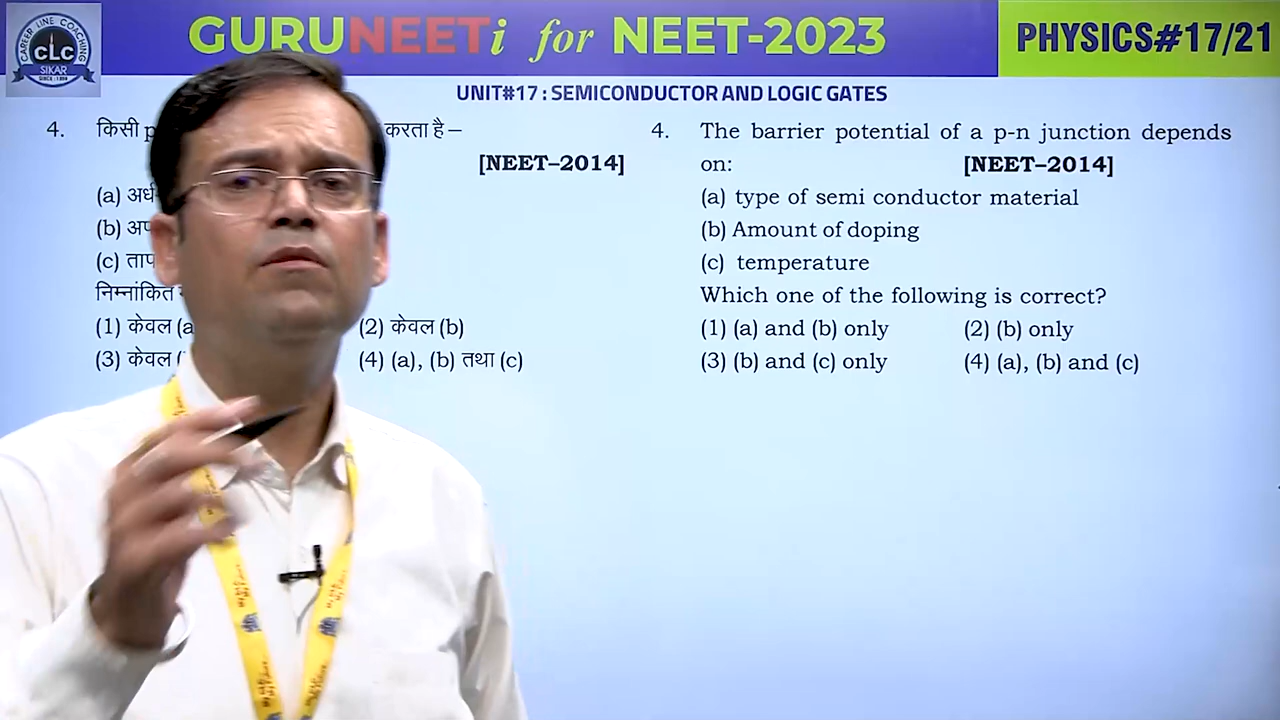 CAREER LINE COACHING
CLC
SIKAR
SINCE : 1996
GURUNEETi for NEET-2023
PHYSICS#17/21
UNIT#17 : SEMICONDUCTOR AND LOGIC GATES
4. किसी p करता है –
[NEET–2014]
(a) अर्ध
(b) अप
(c) ताप
निम्नांकित
(1) केवल (a (2) केवल (b)
(3) केवल ( (4) (a), (b) तथा (c)
4. The barrier potential of a p-n junction depends
on: [NEET–2014]
(a) type of semi conductor material
(b) Amount of doping
(c) temperature
Which one of the following is correct?
(1) (a) and (b) only (2) (b) only
(3) (b) and (c) only (4) (a), (b) and (c)